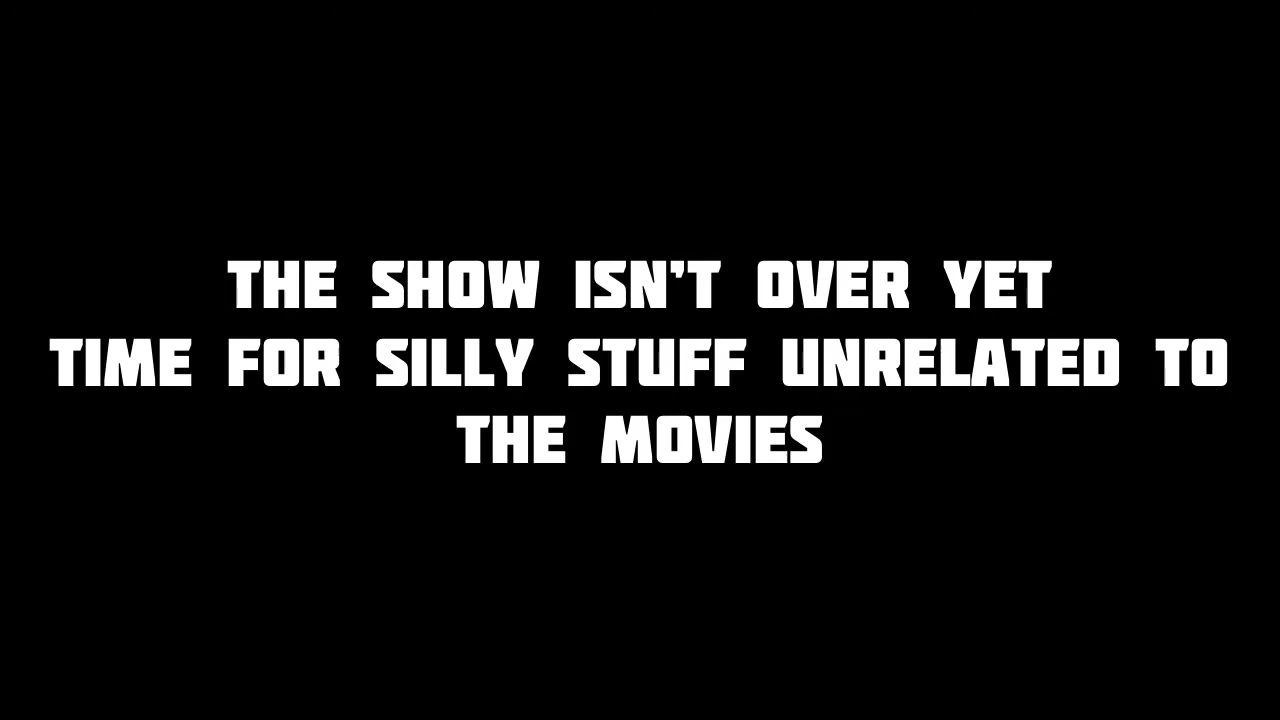 THE SHOW ISN'T OVER YET
TIME FOR SILLY STUFF UNRELATED TO
THE MOVIES